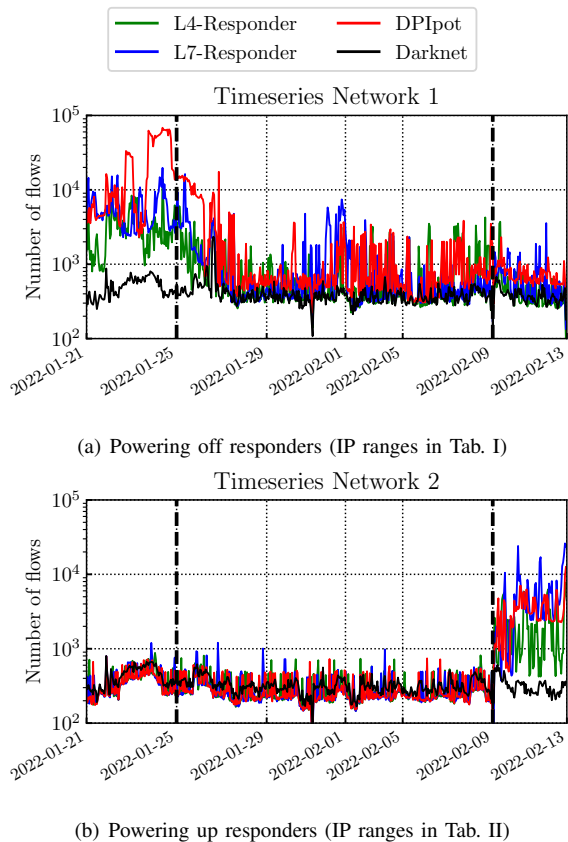 L4-Responder DPIpot
L7-Responder Darknet
Timeseries Network 1
Number of flows
10^5
10^4
10^3
10^2
2022-01-21 2022-01-25 2022-01-29 2022-02-01 2022-02-05 2022-02-09 2022-02-13
(a) Powering off responders (IP ranges in Tab. I)
Timeseries Network 2
Number of flows
10^5
10^4
10^3
10^2
2022-01-21 2022-01-25 2022-01-29 2022-02-01 2022-02-05 2022-02-09 2022-02-13
(b) Powering up responders (IP ranges in Tab. II)